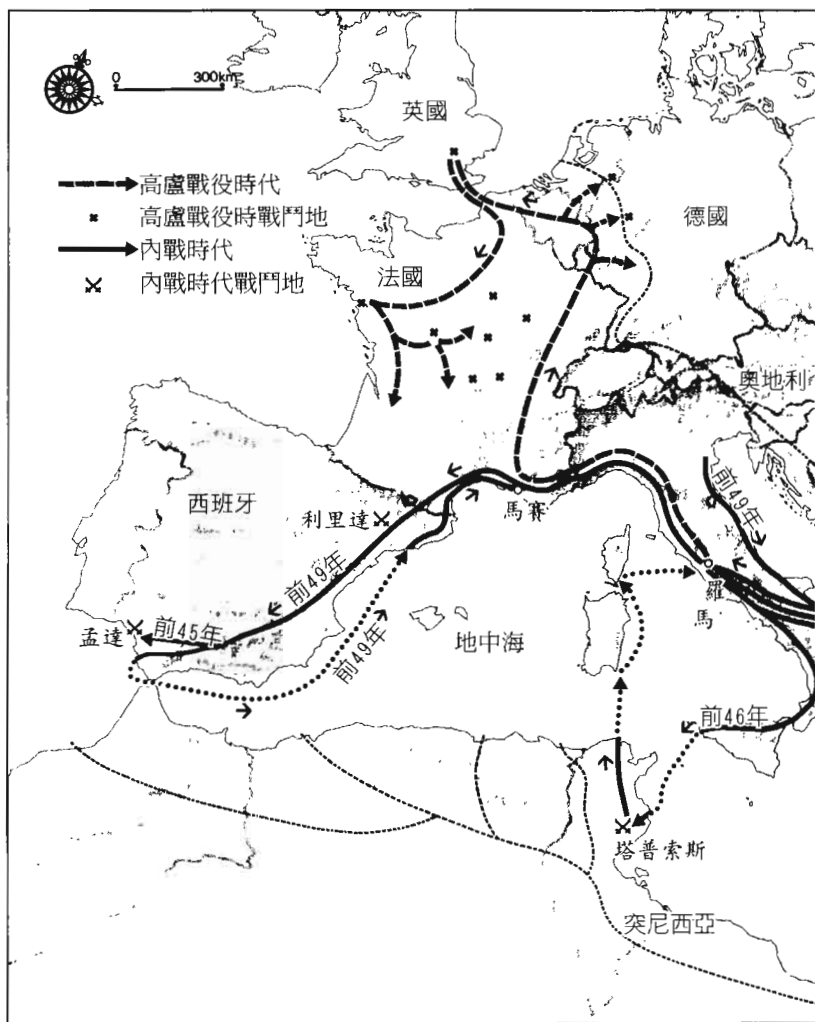 0 300km
英國
高盧戰役時代
高盧戰役時戰鬥地
內戰時代
內戰時代戰鬥地
德國
法國
奧地利
西班牙
利里達
馬賽
前49年
羅馬
前49年
孟達
前45年
前49年
地中海
前46年
塔普索斯
突尼西亞